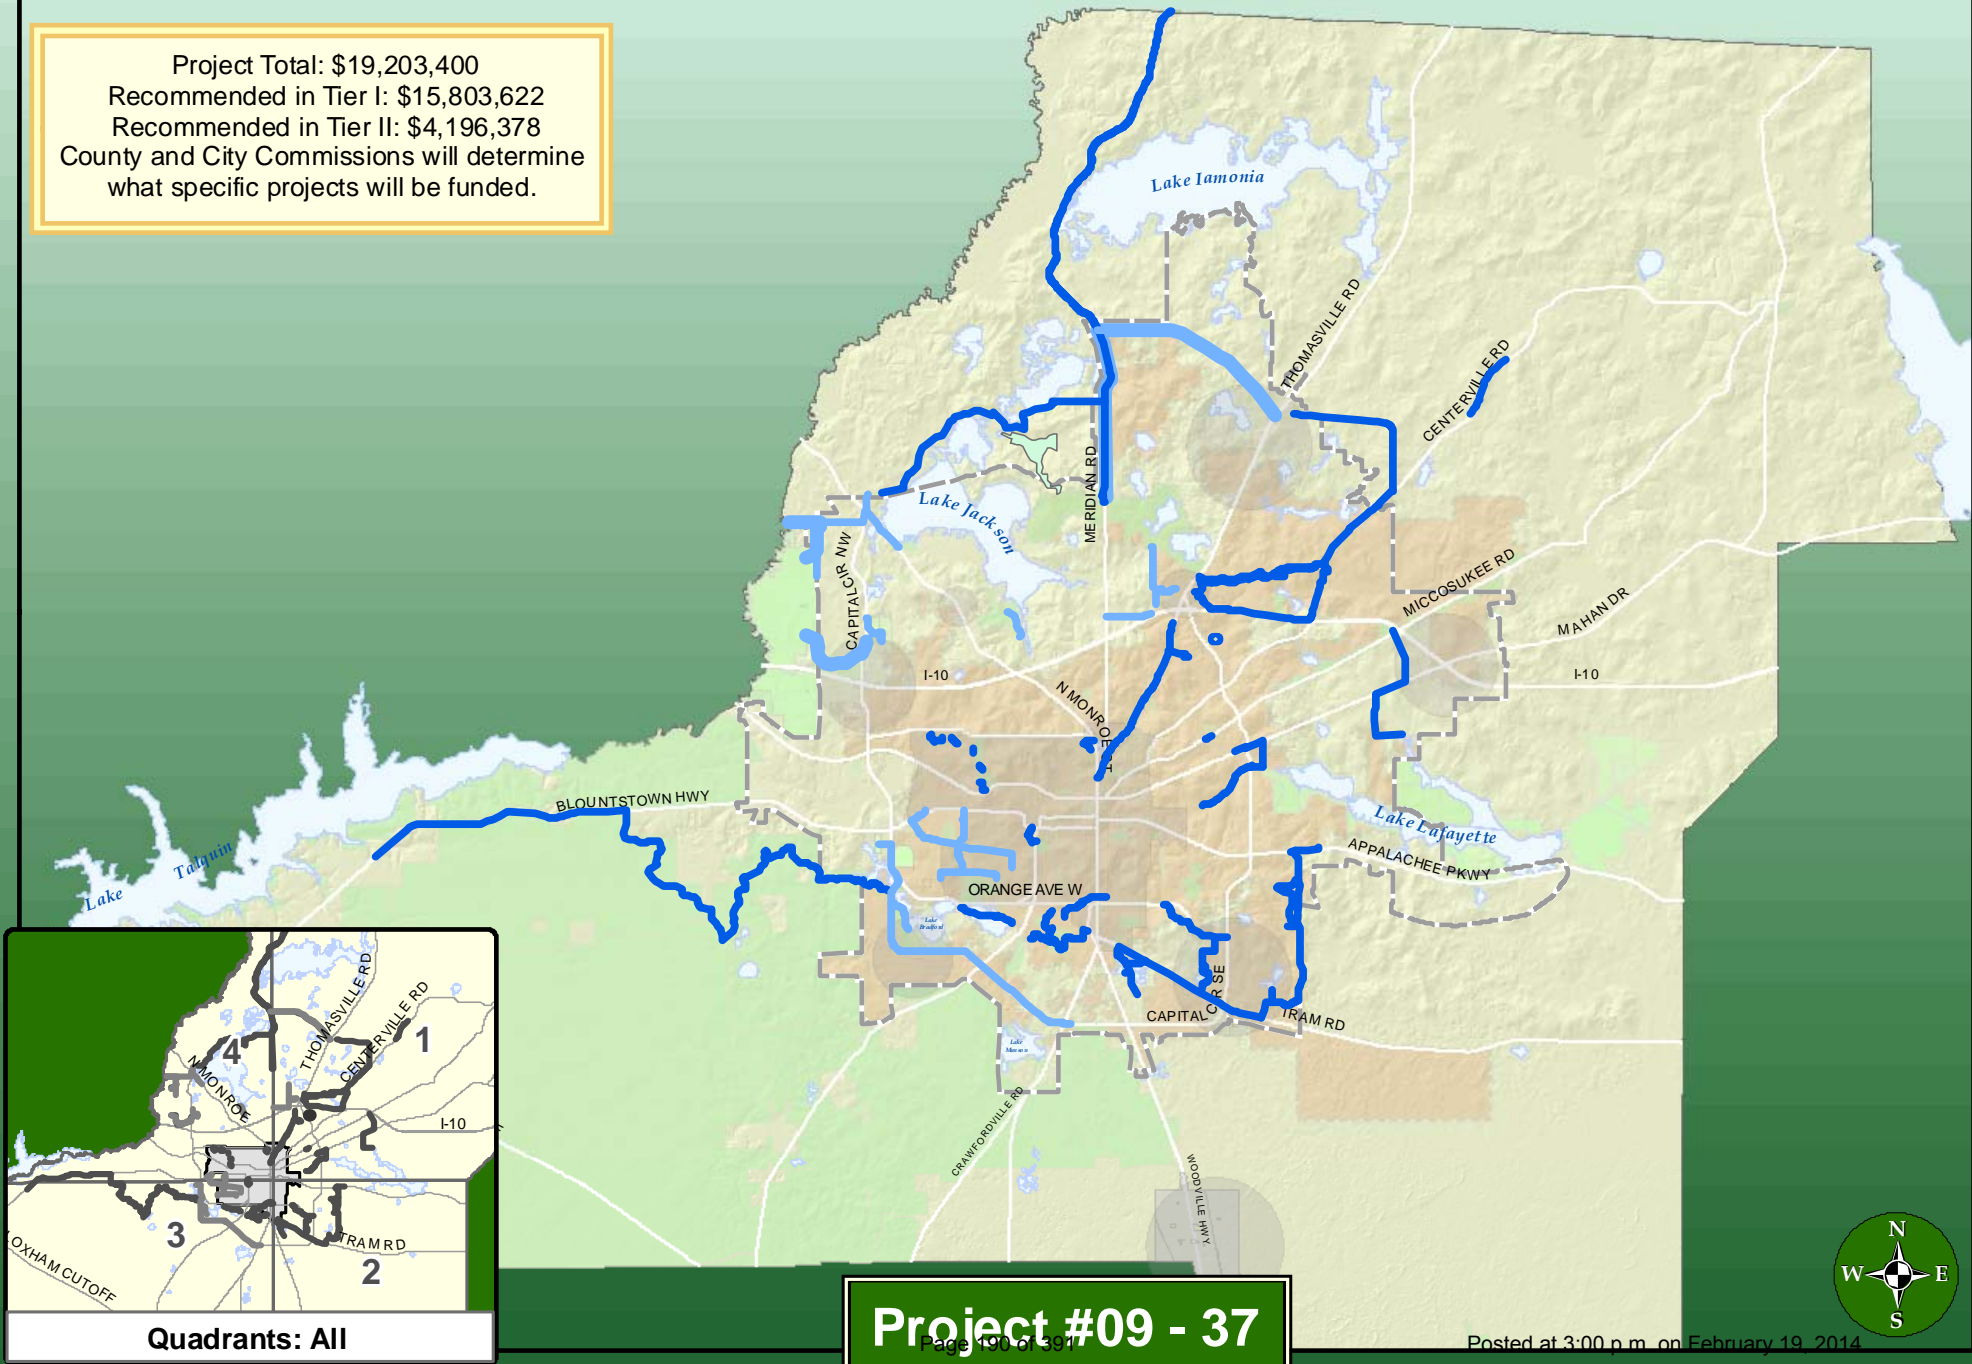 Project Total: $19,203,400
Recommended in Tier I: $15,803,622
Recommended in Tier II: $4,196,378
County and City Commissions will determine
what specific projects will be funded.
Lake Iamonia
THOMASVILLE RD
CENTERVILLE RD
MERIDIAN RD
Lake Jackson
CAPITAL CIR NW
MICCOSUKEE RD
MAHAN DR
I-10
I-10
N MONROE ST
BLOUNTSTOWN HWY
Lake Talquin
Lake Lafayette
APPALACHEE PKWY
ORANGE AVE W
Lake
Bradford
CAPITAL CIR SE
TRAM RD
Lake
Munson
CRAWFORDVILLE RD
WOODVILLE HWY
THOMASVILLE RD
CENTERVILLE RD
1
4
N MONROE
I-10
3
TRAM RD
2
LOXHAM CUTOFF
Quadrants: All
Project #09 - 37
Page 190 of 391
Posted at 3:00 p.m. on February 19, 2014
N
W
E
S